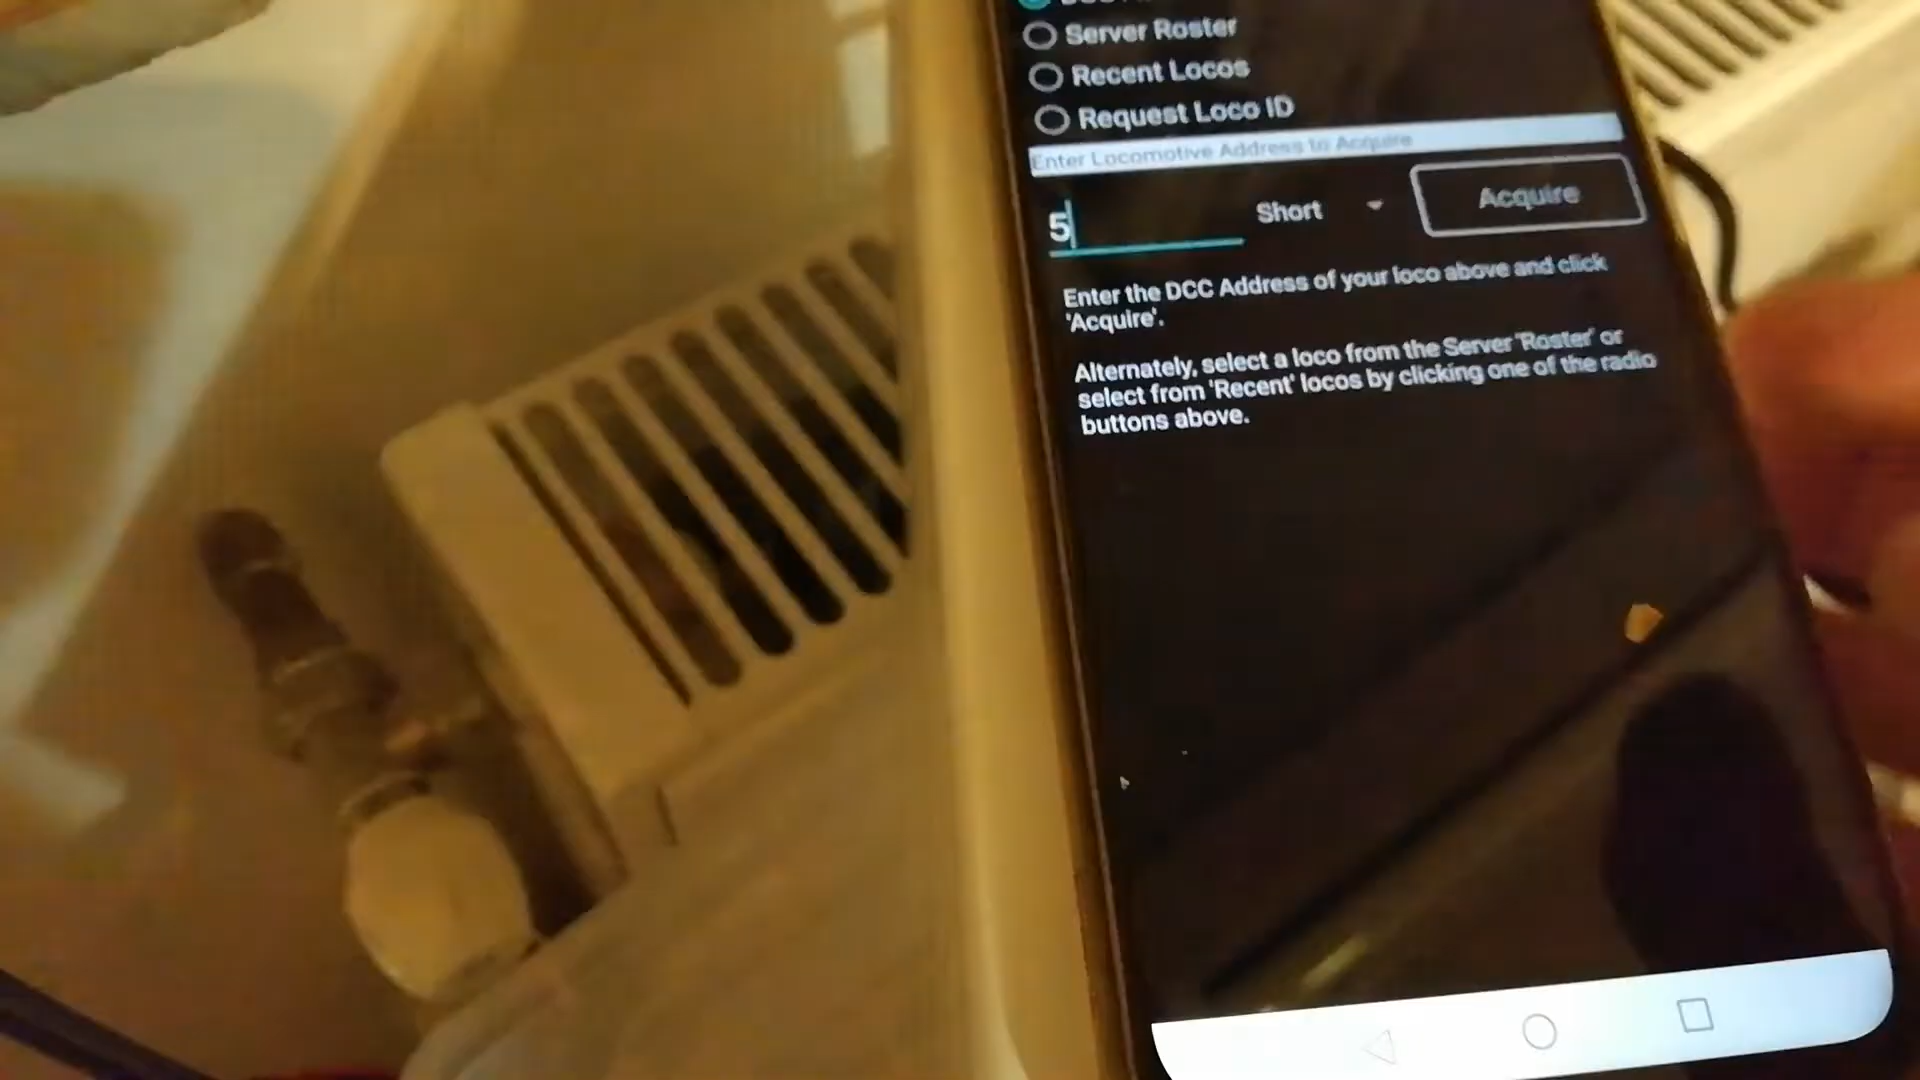 Server Roster
Recent Locos
Request Loco ID
Enter Locomotive Address to Acquire
5 Short Acquire
Enter the DCC Address of your loco above and click
'Acquire'.
Alternately, select a loco from the Server 'Roster' or
select from 'Recent' locos by clicking one of the radio
buttons above.